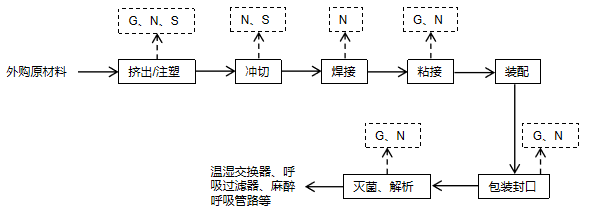 G、N、S
N、S
N
G、N
外购原材料
挤出/注塑
冲切
焊接
粘接
装配
G、N
G、N
温湿交换器、呼
吸过滤器、麻醉
呼吸管路等
灭菌、解析
包装封口